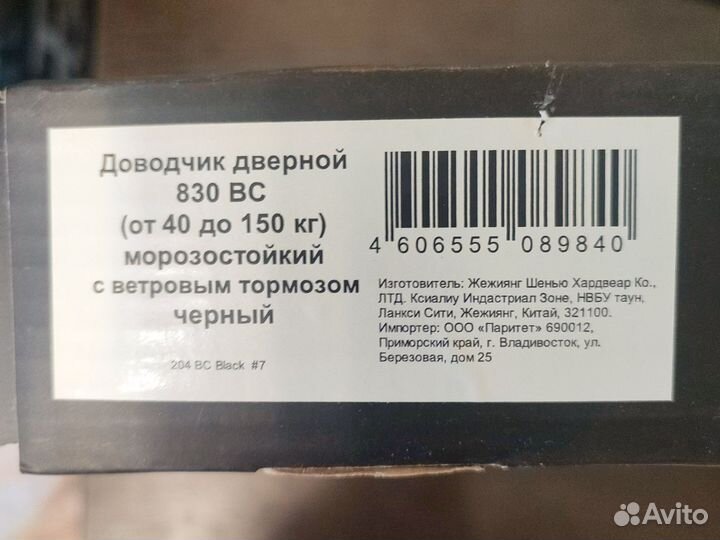 Доводчик дверной
830 ВС
(от 40 до 150 кг)
морозостойкий
с ветровым тормозом
черный
204 BC Black #7
4 606555 089840
Изготовитель: Жежиянг Шенью Хардвеар Ко.,
ЛТД. Ксиалиу Индастриал Зоне, НВБУ таун,
Ланкси Сити, Жежиянг, Китай, 321100.
Импортер: ООО «Паритет» 690012,
Приморский край, г. Владивосток, ул.
Березовая, дом 25
Avito